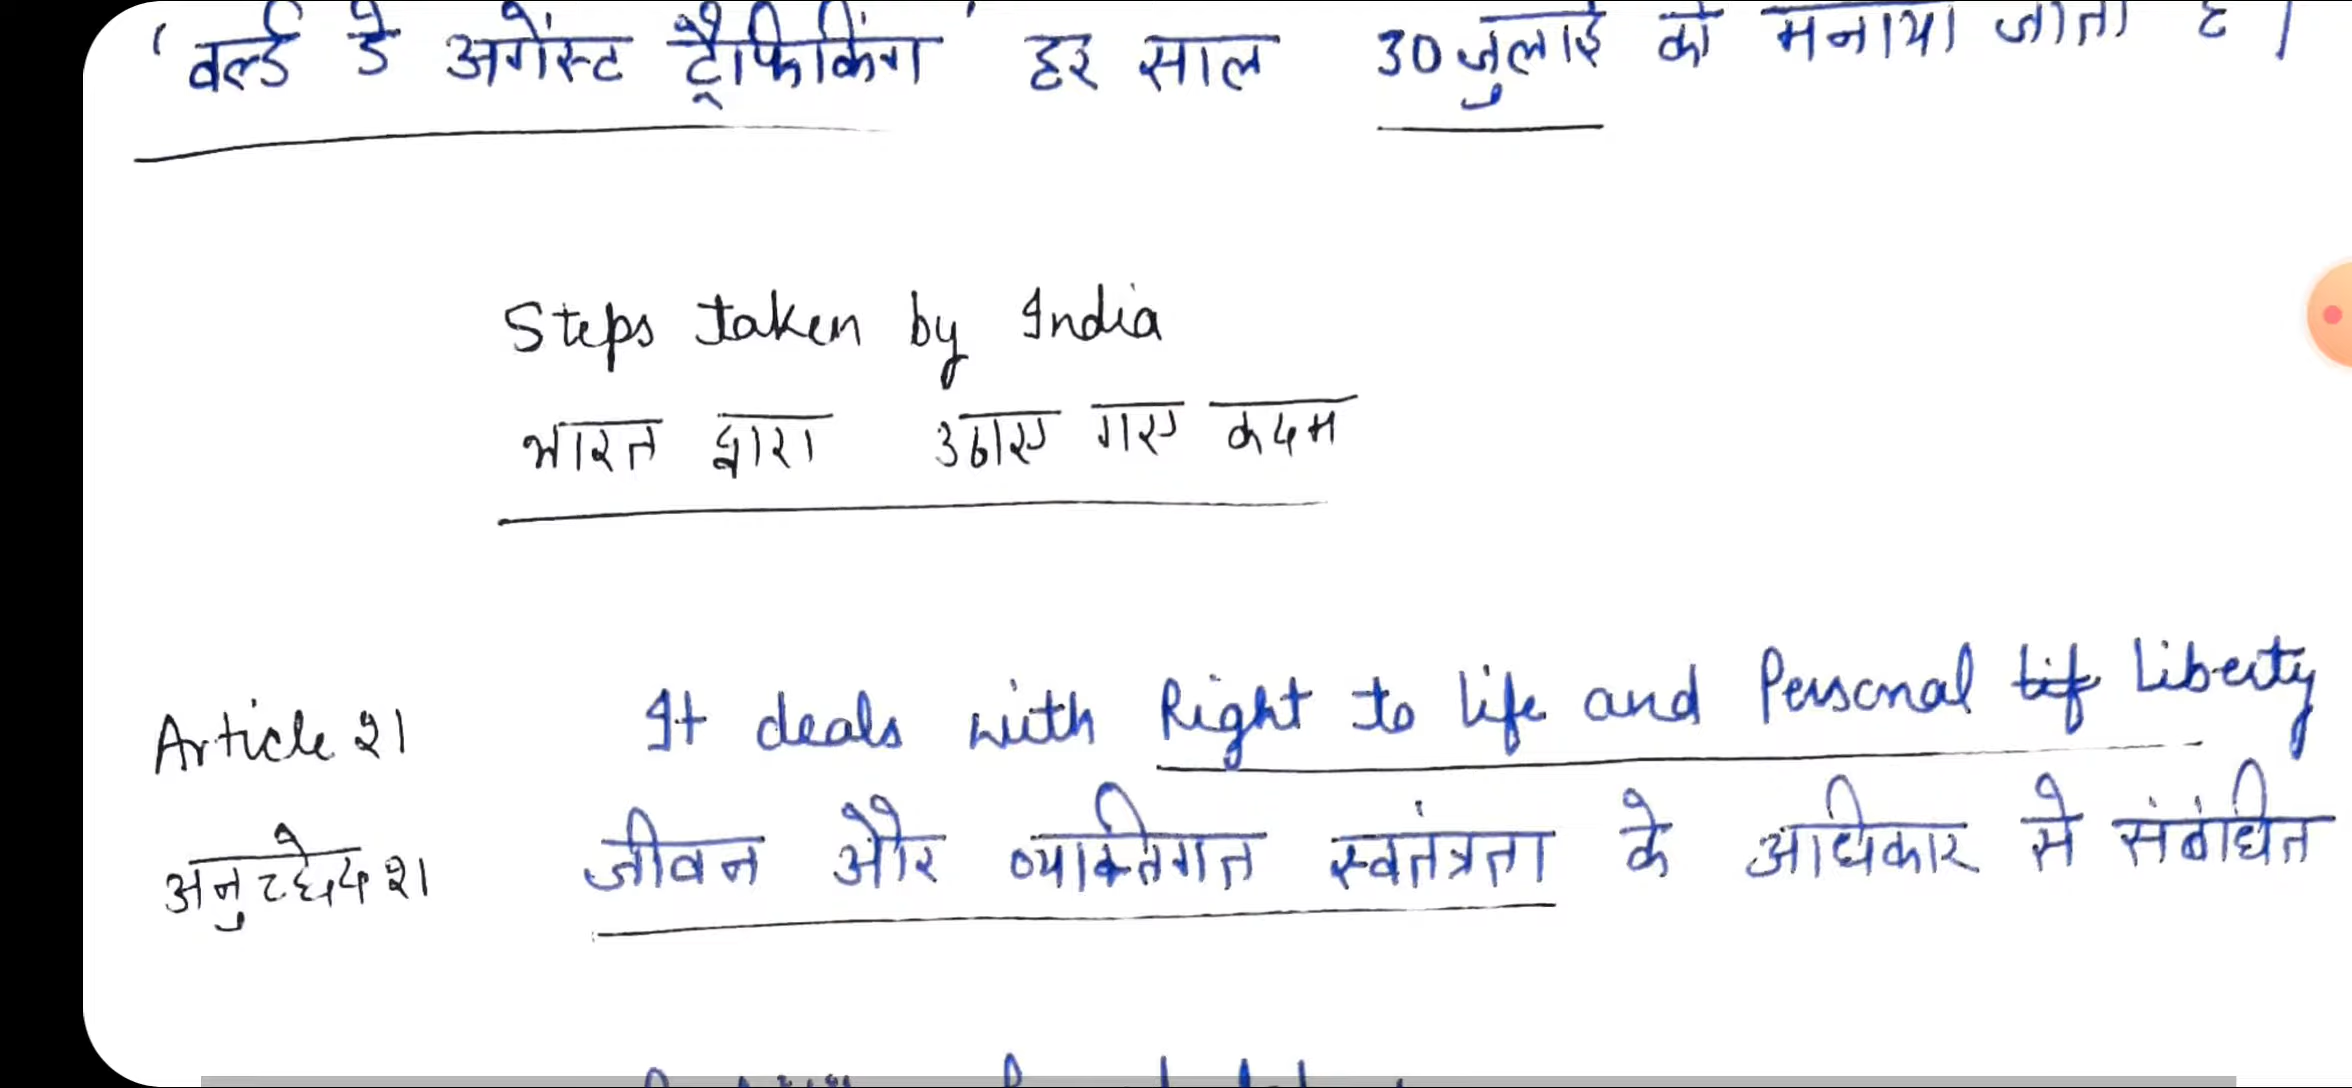 'वर्ल्ड डे अगेंस्ट ट्रैफिकिंग' हर साल 30 जुलाई को मनाया जाता है।
Steps taken by India
भारत द्वारा उठाए गए कदम
Article 21 It deals with Right to life and Personal Liberty
अनुच्छेद 21 जीवन और व्यक्तिगत स्वतंत्रता के अधिकार से संबंधित